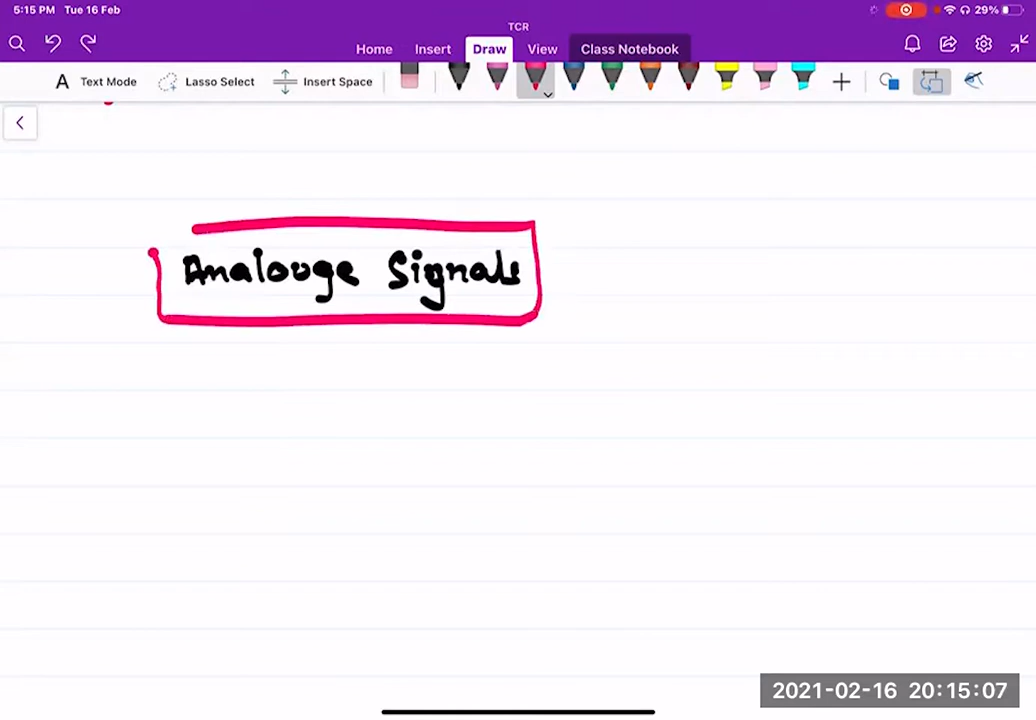 5:15 PM Tue 16 Feb
29%
TCR
Home Insert Draw View Class Notebook
A Text Mode Lasso Select Insert Space
Analouge Signals
2021-02-16 20:15:07